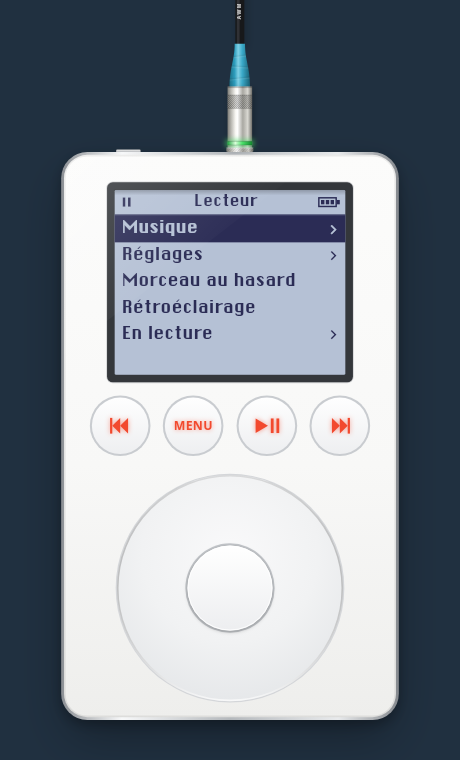 Lecteur
Musique
Réglages
Morceau au hasard
Rétroéclairage
En lecture
MENU